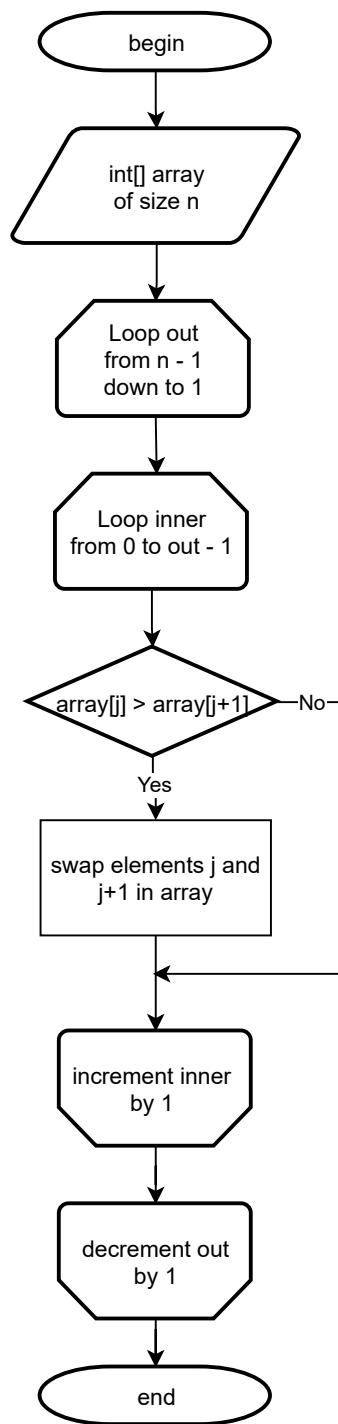 begin
int[] array
of size n
Loop out
from n - 1
down to 1
Loop inner
from 0 to out - 1
array[j] > array[j+1]
No
Yes
swap elements j and
j+1 in array
increment inner
by 1
decrement out
by 1
end